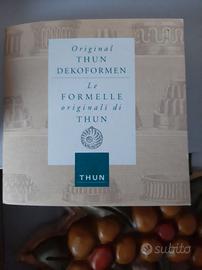 Original
THUN
DEKOFORMEN
Le
FORMELLE
originali di
THUN
THUN
subito